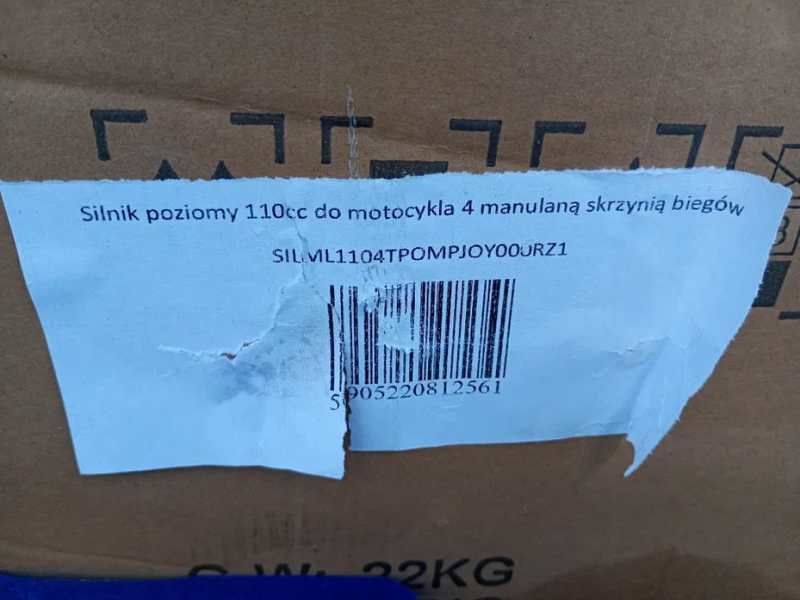 Silnik poziomy 110cc do motocykla 4 manulaną skrzynią biegów
SILML1104TPOMPJOY000RZ1
5905220812561
G.W: 22KG